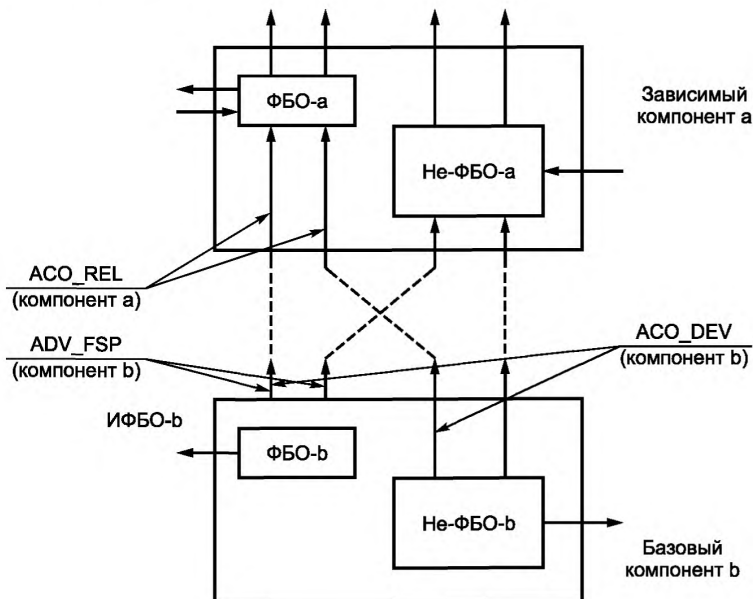 ФБО-a
Зависимый
компонент a
Не-ФБО-a
ACO_REL
(компонент a)
ADV_FSP
(компонент b)
ACO_DEV
(компонент b)
ИФБО-b
ФБО-b
Не-ФБО-b
Базовый
компонент b